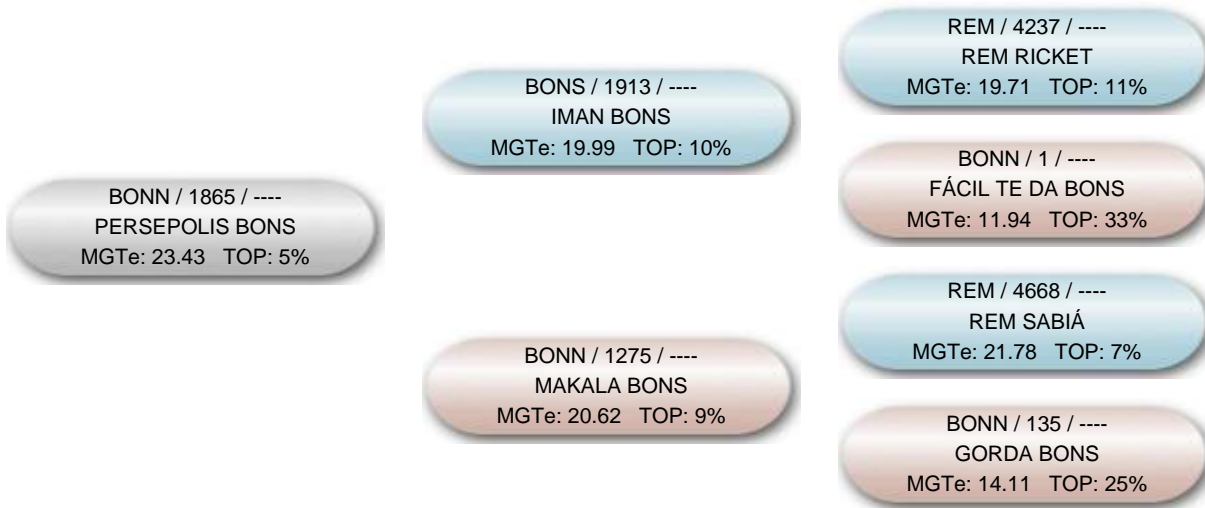 BONN / 1865 / ----
PERSEPOLIS BONS
MGTe: 23.43 TOP: 5%
BONS / 1913 / ----
IMAN BONS
MGTe: 19.99 TOP: 10%
BONN / 1275 / ----
MAKALA BONS
MGTe: 20.62 TOP: 9%
REM / 4237 / ----
REM RICKET
MGTe: 19.71 TOP: 11%
BONN / 1 / ----
FÁCIL TE DA BONS
MGTe: 11.94 TOP: 33%
REM / 4668 / ----
REM SABIÁ
MGTe: 21.78 TOP: 7%
BONN / 135 / ----
GORDA BONS
MGTe: 14.11 TOP: 25%